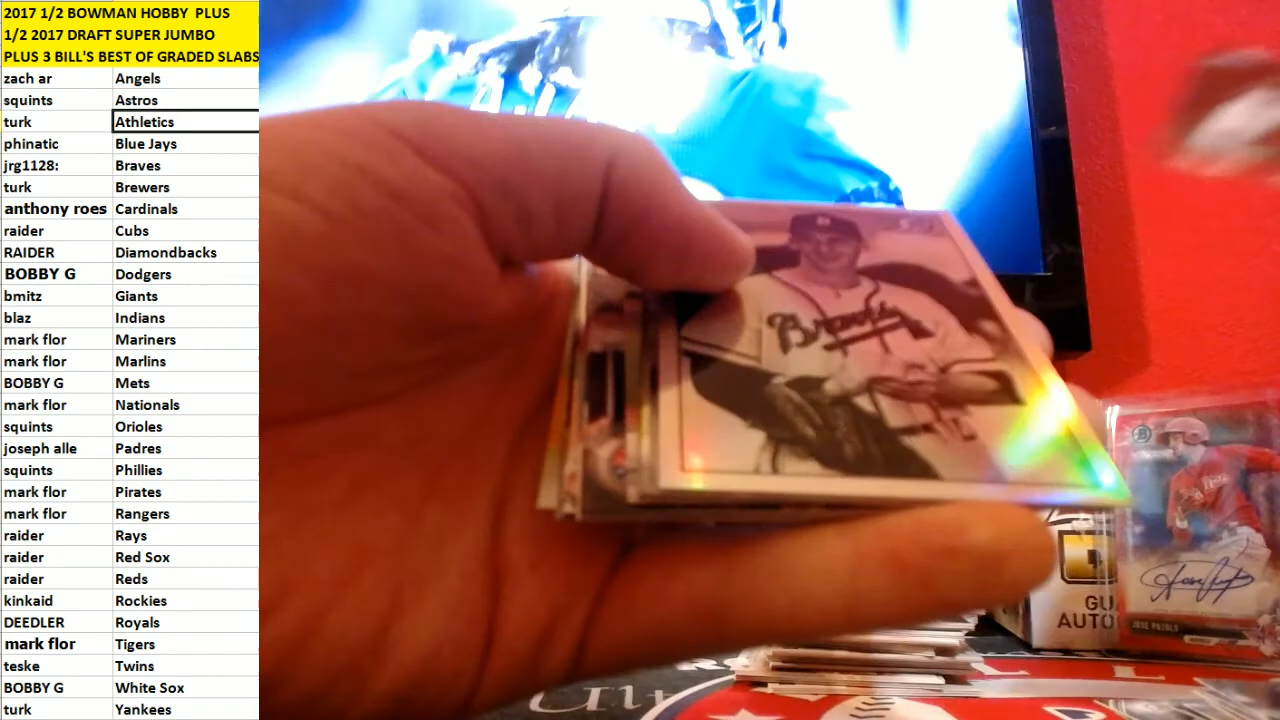 2017 1/2 BOWMAN HOBBY PLUS
1/2 2017 DRAFT SUPER JUMBO
PLUS 3 BILL'S BEST OF GRADED SLABS
zach ar Angels
squints Astros
turk Athletics
phinatic Blue Jays
jrg1128: Braves
turk Brewers
anthony roes Cardinals
raider Cubs
RAIDER Diamondbacks
BOBBY G Dodgers
bmitz Giants
blaz Indians
mark flor Mariners
mark flor Marlins
BOBBY G Mets
mark flor Nationals
squints Orioles
joseph alle Padres
squints Phillies
mark flor Pirates
mark flor Rangers
raider Rays
raider Red Sox
raider Reds
kinkaid Rockies
DEEDLER Royals
mark flor Tigers
teske Twins
BOBBY G White Sox
turk Yankees
Braves
GU
AUTO
JOSE PUJOLS
Ult